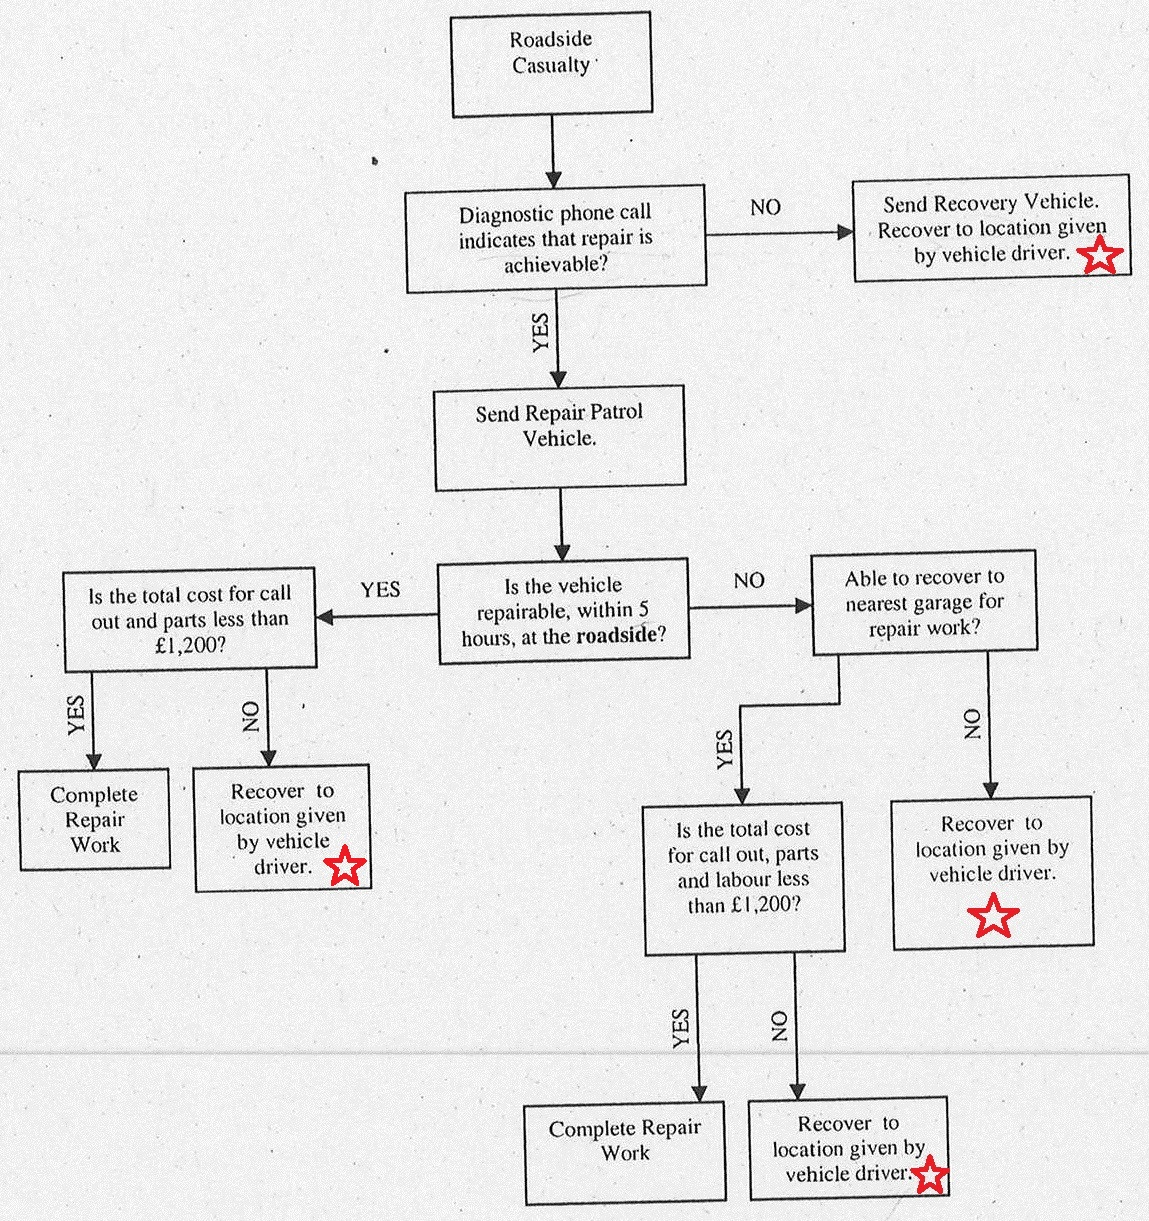 Roadside
Casualty
Diagnostic phone call
indicates that repair is
achievable?
NO
Send Recovery Vehicle.
Recover to location given
by vehicle driver.
YES
Send Repair Patrol
Vehicle.
Is the vehicle
repairable, within 5
hours, at the roadside?
YES
NO
Is the total cost for call
out and parts less than
£1,200?
Able to recover to
nearest garage for
repair work?
YES
NO
YES
NO
Complete
Repair
Work
Recover to
location given
by vehicle
driver.
Is the total cost
for call out, parts
and labour less
than £1,200?
Recover to
location given by
vehicle driver.
YES
NO
Complete Repair
Work
Recover to
location given by
vehicle driver.